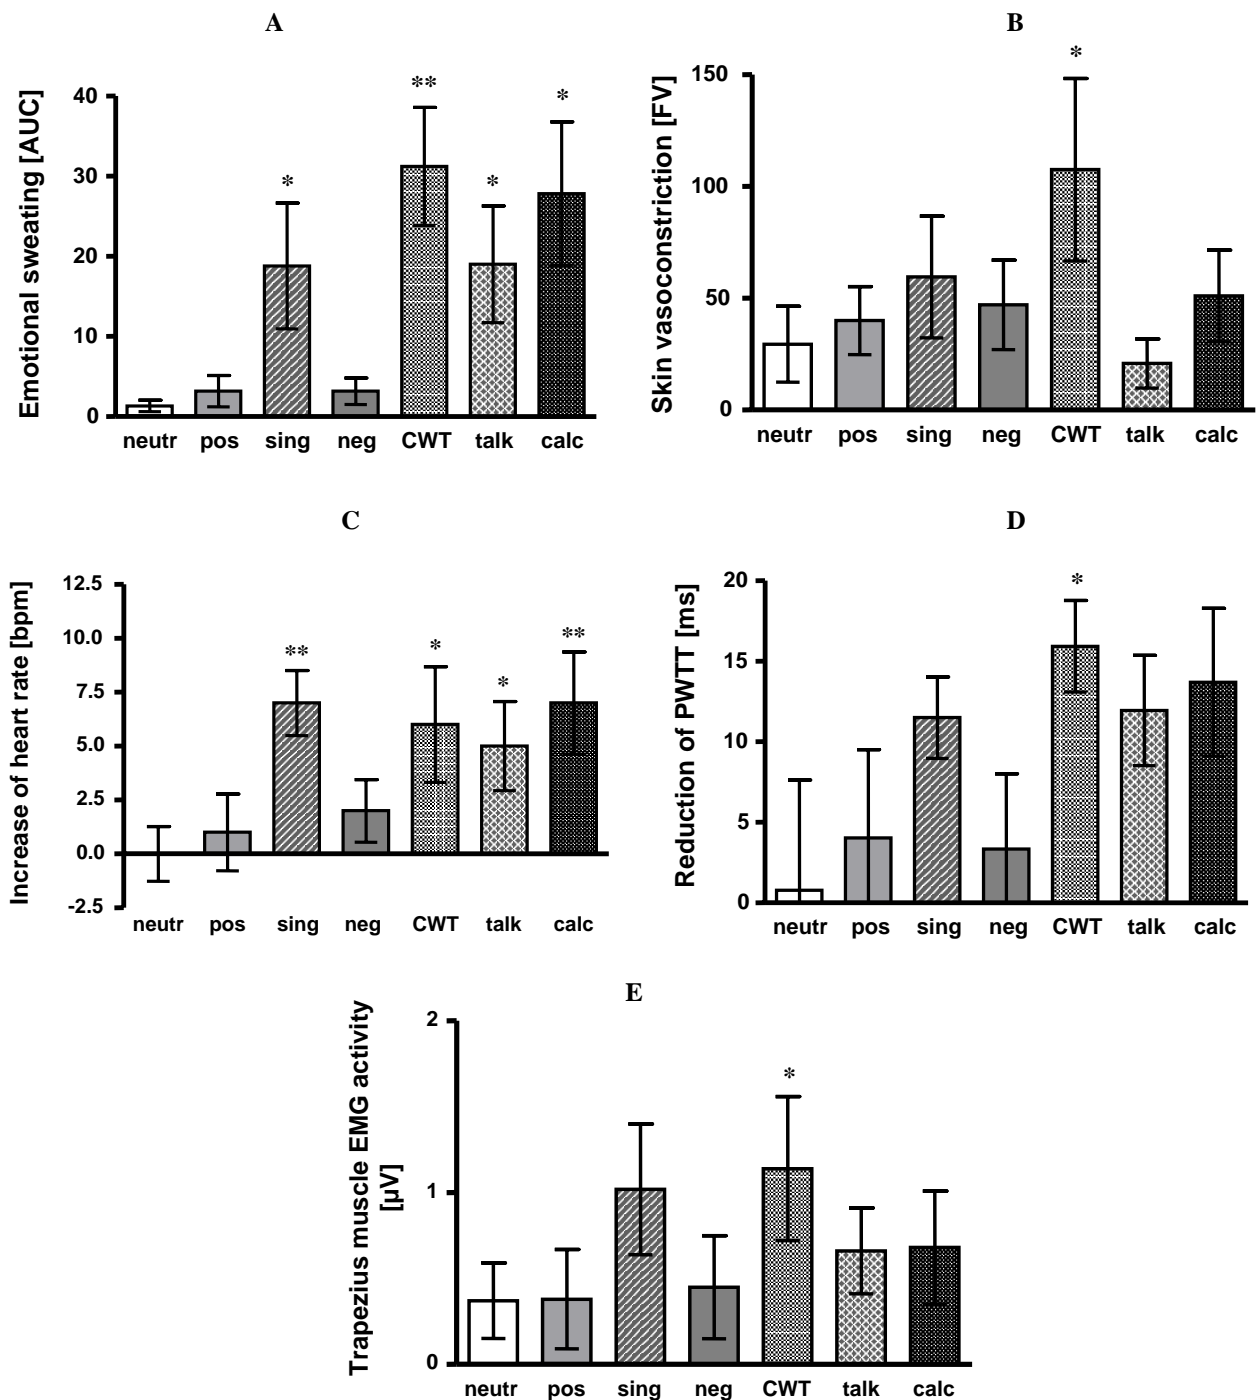 A
Emotional sweating [AUC]
40
30
20
10
0
**
*
*
*
neutr pos sing neg CWT talk calc
B
Skin vasoconstriction [FV]
150
100
50
0
*
neutr pos sing neg CWT talk calc
C
Increase of heart rate [bpm]
12.5
10.0
7.5
5.0
2.5
0.0
-2.5
**
*
*
**
neutr pos sing neg CWT talk calc
D
Reduction of PWTT [ms]
20
15
10
5
0
*
neutr pos sing neg CWT talk calc
E
Trapezius muscle EMG activity
[µV]
2
1
0
*
neutr pos sing neg CWT talk calc